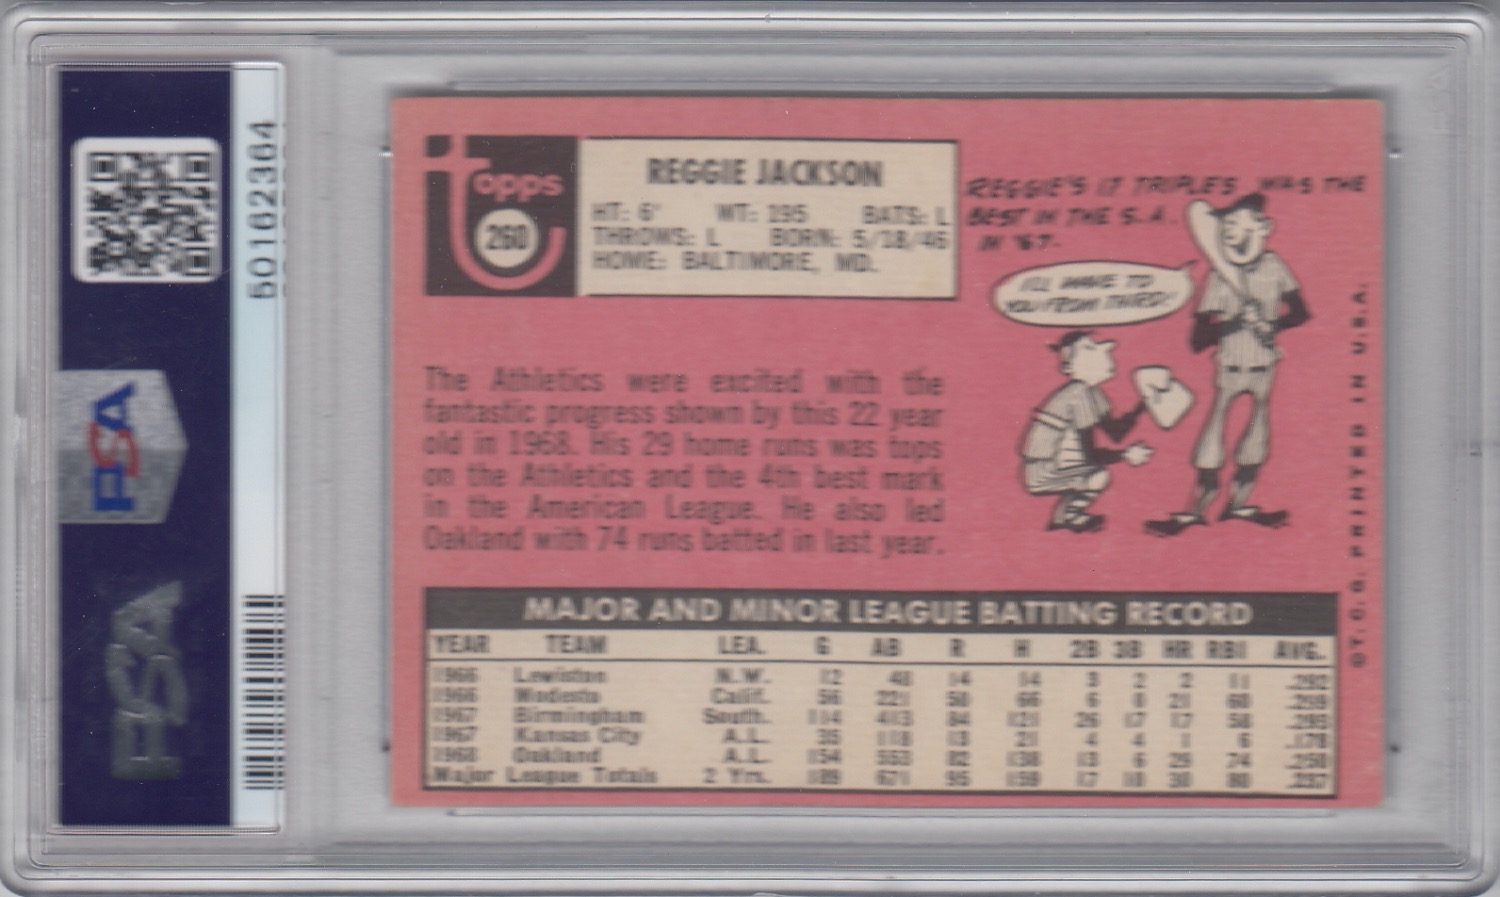 50162364
PSA
PSA
topps
260
REGGIE JACKSON
HT: 6' WT: 195 BATS: L
THROWS: L BORN: 5/18/46
HOME: BALTIMORE, MD.
REGGIE'S 17 TRIPLES WAS THE
BEST IN THE S.A.
IN '67.
I'LL WAVE TO
YOU FROM THIRD!
The Athletics were excited with the
fantastic progress shown by this 22 year
old in 1968. His 29 home runs was tops
on the Athletics and the 4th best mark
in the American League. He also led
Oakland with 74 runs batted in last year.
MAJOR AND MINOR LEAGUE BATTING RECORD
YEAR TEAM LEA. G AB R H 2B 3B HR RBI AVG.
1966 Lewiston N.W. 12 48 14 14 3 2 2 11 .292
1966 Modesto Calif. 56 221 50 66 6 0 21 60 .299
1967 Birmingham South. 114 413 84 121 26 17 17 58 .293
1967 Kansas City A.L. 35 118 13 21 4 4 1 6 .178
1968 Oakland A.L. 154 553 82 138 13 6 29 74 .250
Major League Totals 2 Yrs. 189 671 95 159 17 10 30 80 .237
©T.C.G. PRINTED IN U.S.A.